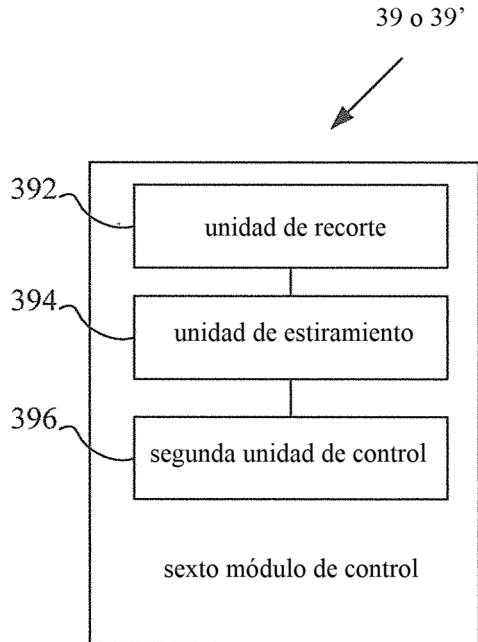 39 o 39’
392
unidad de recorte
394
unidad de estiramiento
396
segunda unidad de control
sexto módulo de control